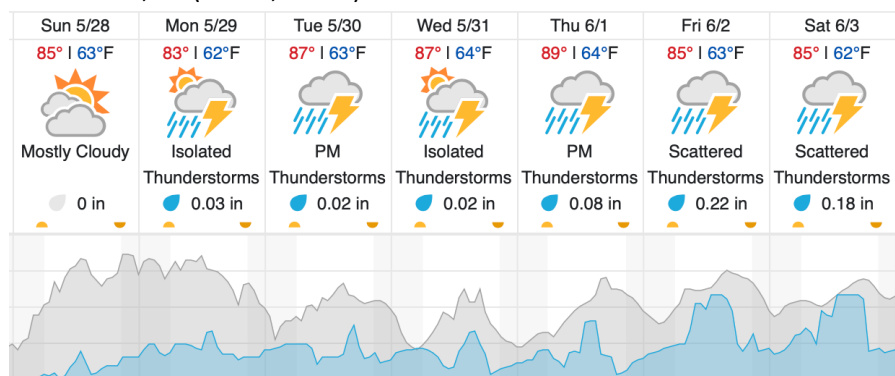 Sun 5/28 Mon 5/29 Tue 5/30 Wed 5/31 Thu 6/1 Fri 6/2 Sat 6/3
85° | 63°F 83° | 62°F 87° | 63°F 87° | 64°F 89° | 64°F 85° | 63°F 85° | 62°F
Mostly Cloudy Isolated PM Isolated PM Scattered Scattered
Thunderstorms Thunderstorms Thunderstorms Thunderstorms Thunderstorms Thunderstorms
0 in 0.03 in 0.02 in 0.02 in 0.08 in 0.22 in 0.18 in